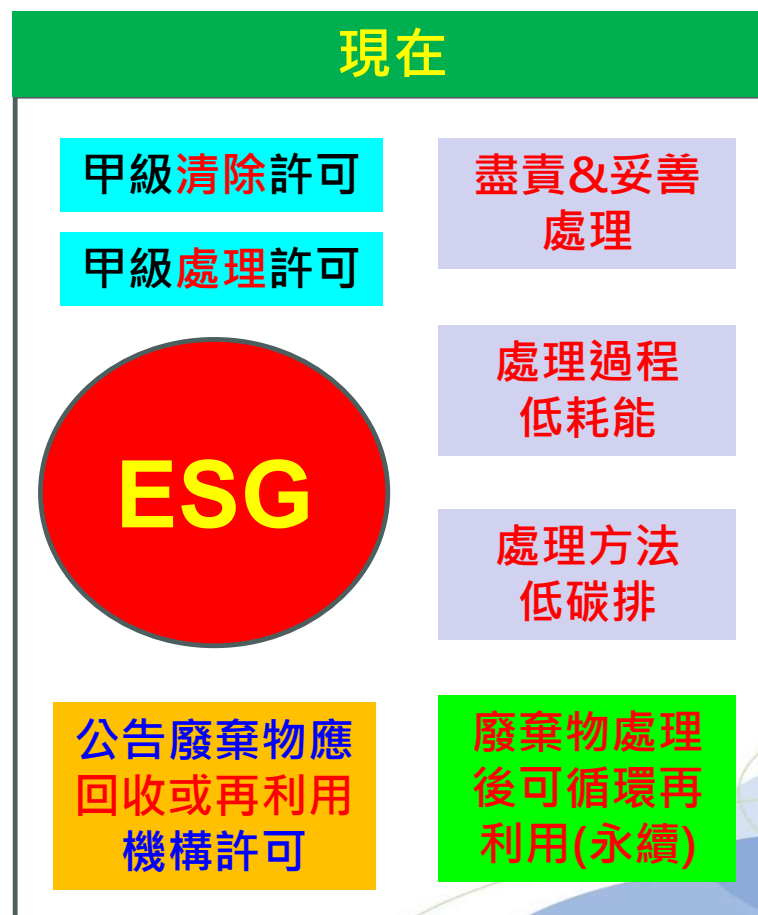 現在
甲級清除許可
甲級處理許可
ESG
公告廢棄物應
回收或再利用
機構許可
盡責&妥善
處理
處理過程
低耗能
處理方法
低碳排
廢棄物處理
後可循環再
利用(永續)